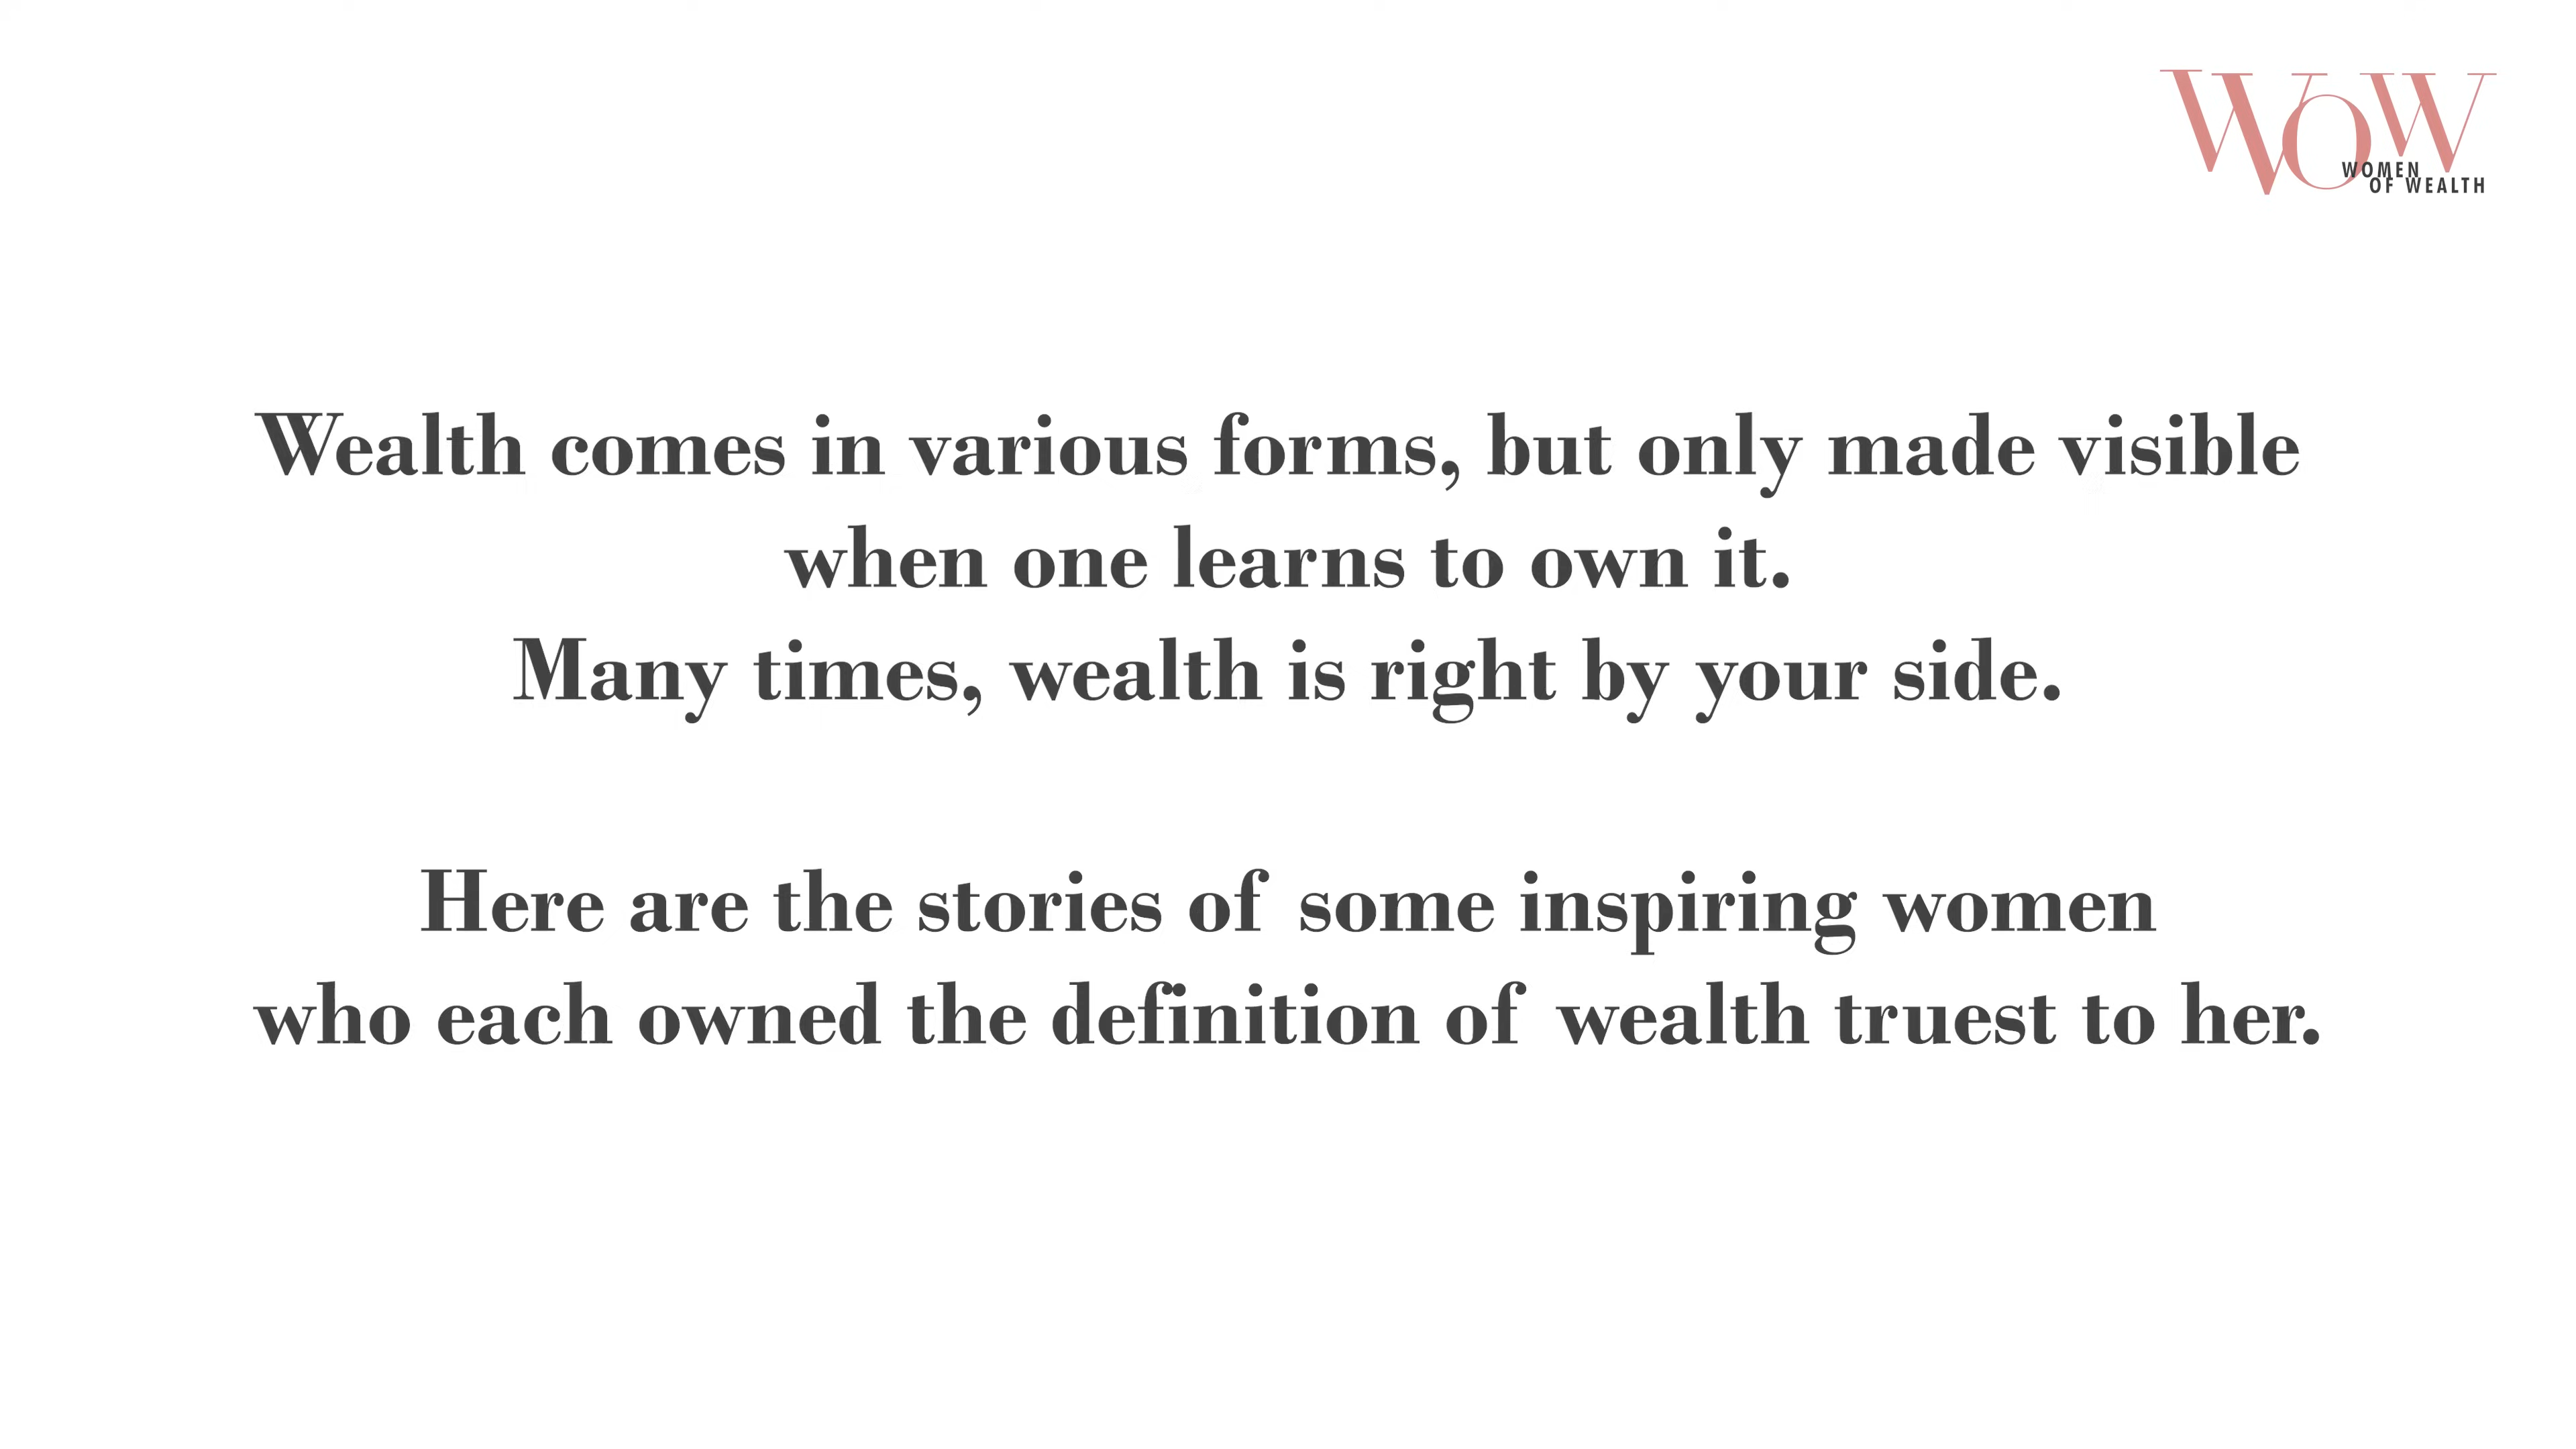 WOW
WOMEN
OF WEALTH
Wealth comes in various forms, but only made visible
when one learns to own it.
Many times, wealth is right by your side.
Here are the stories of some inspiring women
who each owned the definition of wealth truest to her.